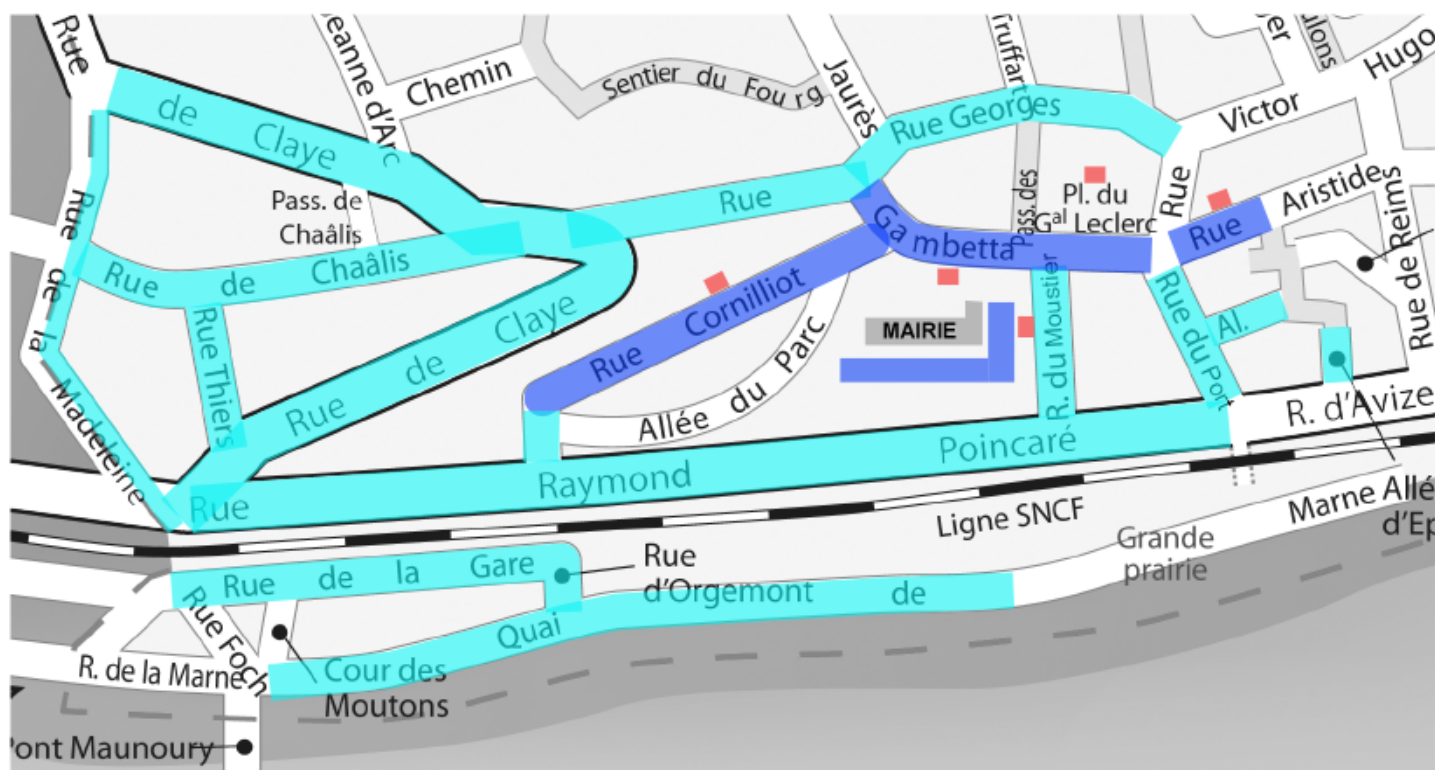 Rue
de Claye
Jeanne d'Arc
Chemin
Sentier du Fourg
Jaurès
Truffart
Rue Georges
Victor
Hugo
Rue
Pass. de
Chaâlis
Rue de Chaâlis
Rue
Gambetta
Pass. des
Pl. du
Gal Leclerc
Rue
Aristide
Rue de Reims
Rue de la Madeleine
Rue Thiers
Rue de Claye
Rue Cornilliot
Allée du Parc
MAIRIE
R. du Moustier
Rue du Port
Al.
R. d'Avize
Rue Raymond Poincaré
Ligne SNCF
Marne
Grande
prairie
Rue de la Gare
Rue
d'Orgemont
Quai de
Rue Foch
R. de la Marne
Cour des
Moutons
Pont Maunoury